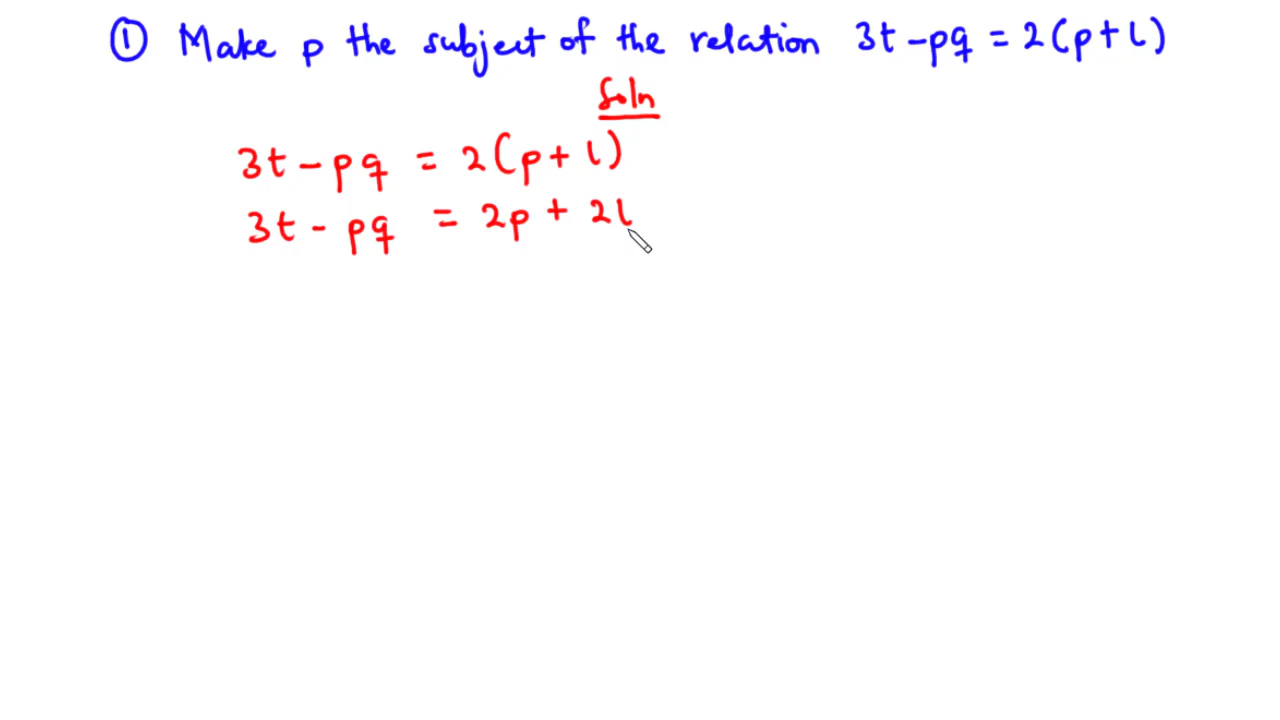 ① Make p the subject of the relation 3t - pq = 2(p + l)
Soln
3t - pq = 2(p + l)
3t - pq = 2p + 2l